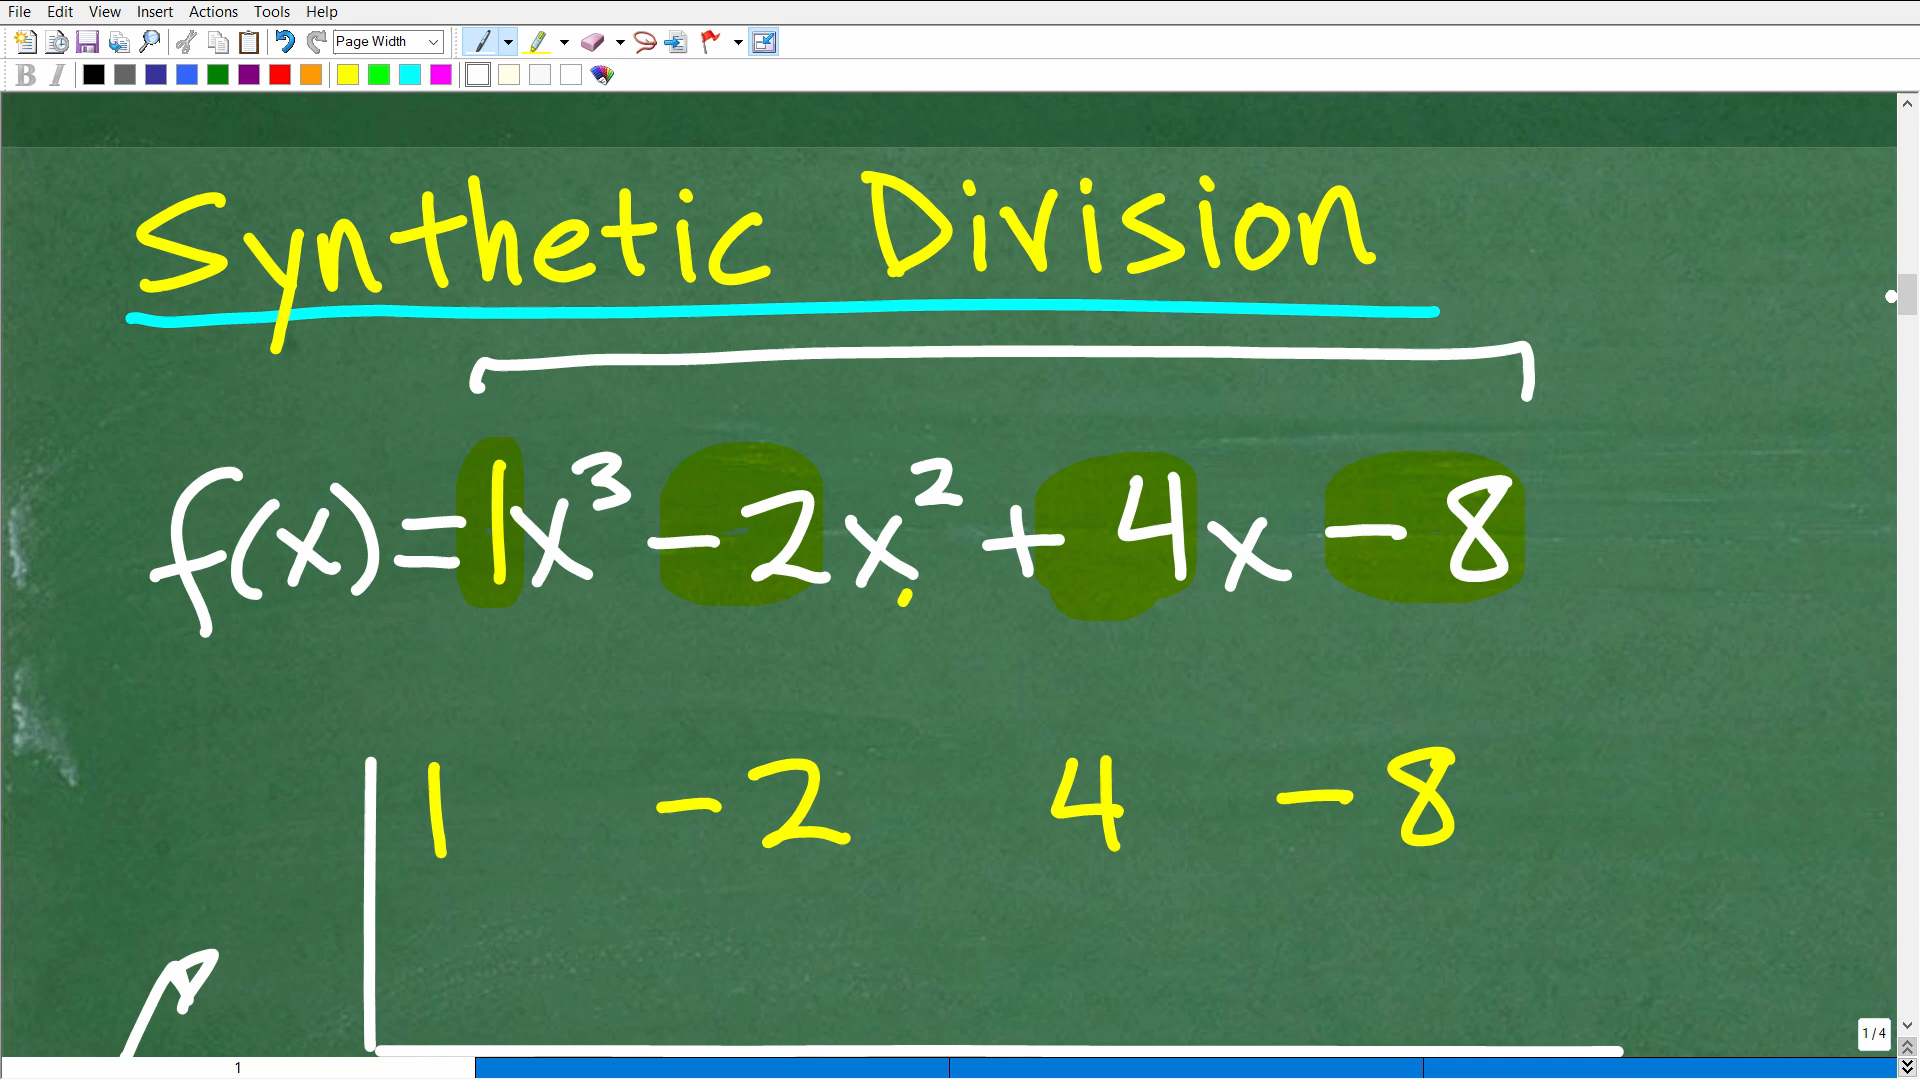 File Edit View Insert Actions Tools Help
Page Width
B I
Synthetic Division
f(x)=1x³-2x²+4x-8
1 -2 4 -8
1/4
1